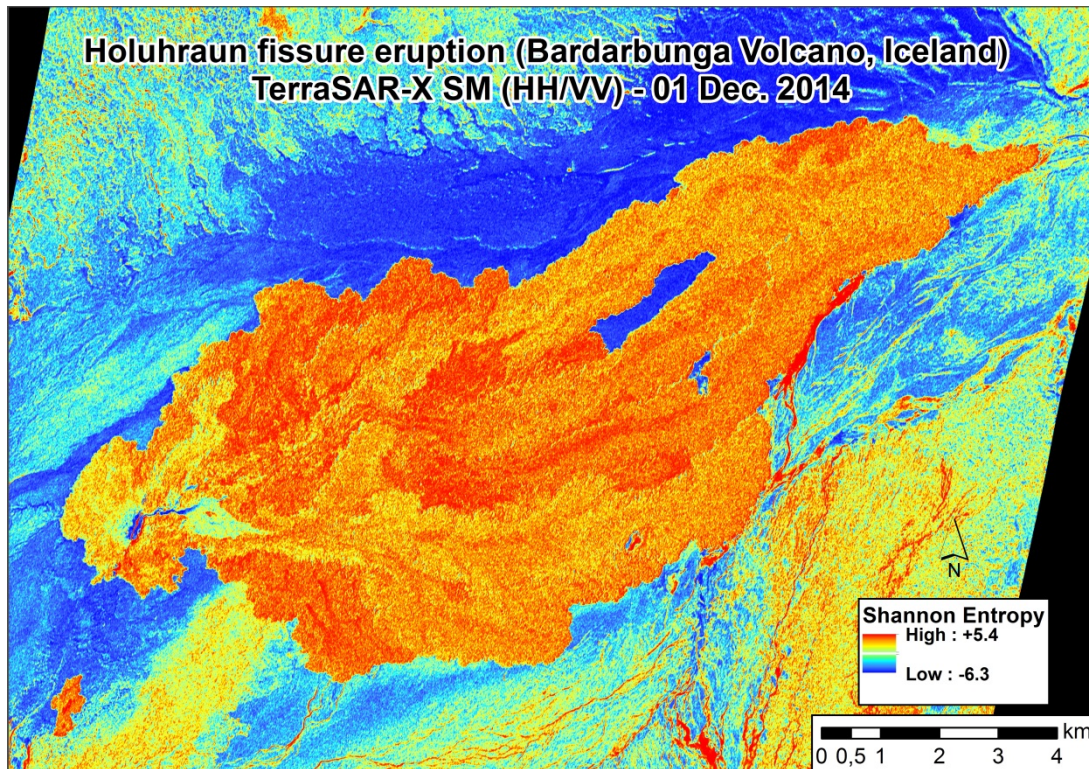 Holuhraun fissure eruption (Bardarbunga Volcano, Iceland)
TerraSAR-X SM (HH/VV) - 01 Dec. 2014
N
Shannon Entropy
High : +5.4
Low : -6.3
km
0 0,5 1 2 3 4